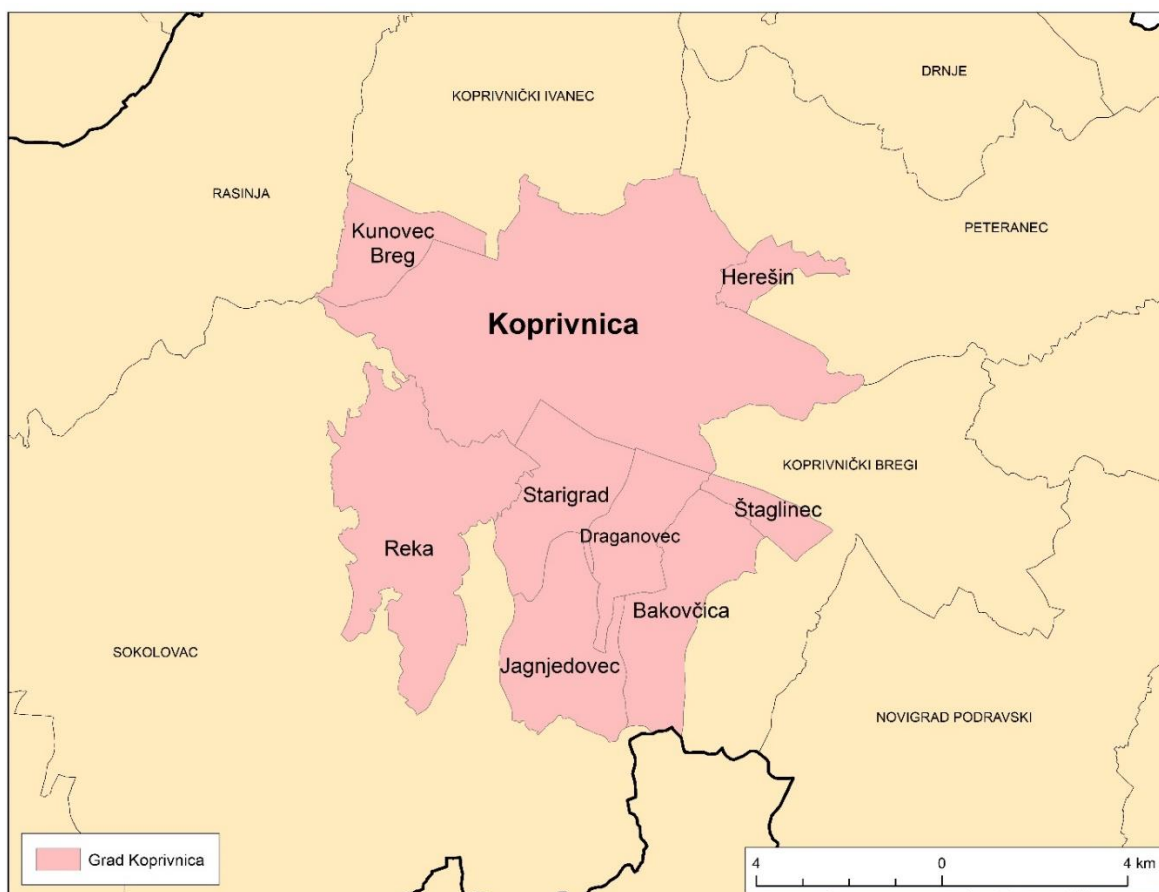 DRNJE
KOPRIVNIČKI IVANEC
RASINJA
PETERANEC
Kunovec
Breg
Herešin
Koprivnica
KOPRIVNIČKI BREGI
Starigrad
Štaglinec
Draganovec
Reka
Bakovčica
SOKOLOVAC
Jagnjedovec
NOVIGRAD PODRAVSKI
Grad Koprivnica
4 0 4 km